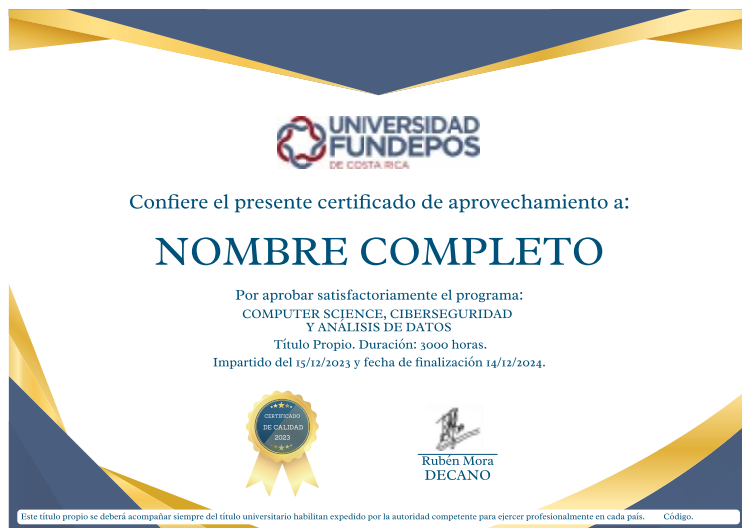 UNIVERSIDAD
FUNDEPOS
DE COSTA RICA
Confiere el presente certificado de aprovechamiento a:
NOMBRE COMPLETO
Por aprobar satisfactoriamente el programa:
COMPUTER SCIENCE, CIBERSEGURIDAD
Y ANÁLISIS DE DATOS
Título Propio. Duración: 3000 horas.
Impartido del 15/12/2023 y fecha de finalización 14/12/2024.
CERTIFICADO
DE CALIDAD
2023
Rubén Mora
DECANO
Este título propio se deberá acompañar siempre del título universitario habilitan expedido por la autoridad competente para ejercer profesionalmente en cada país. Código.